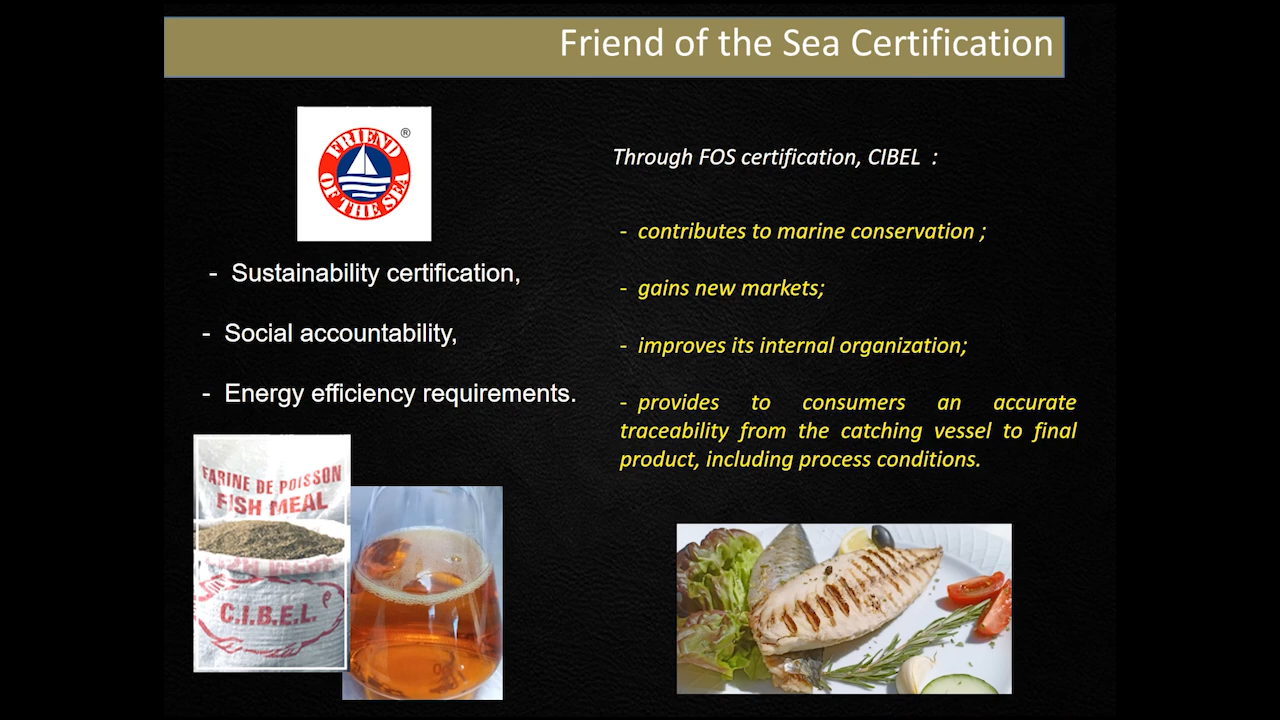 Friend of the Sea Certification
FRIEND
OF THE SEA
®
- Sustainability certification,
- Social accountability,
- Energy efficiency requirements.
FARINE DE POISSON
FISH MEAL
FISH MEAL
C.I.B.E.L.
Through FOS certification, CIBEL :
- contributes to marine conservation ;
- gains new markets;
- improves its internal organization;
- provides to consumers an accurate
traceability from the catching vessel to final
product, including process conditions.